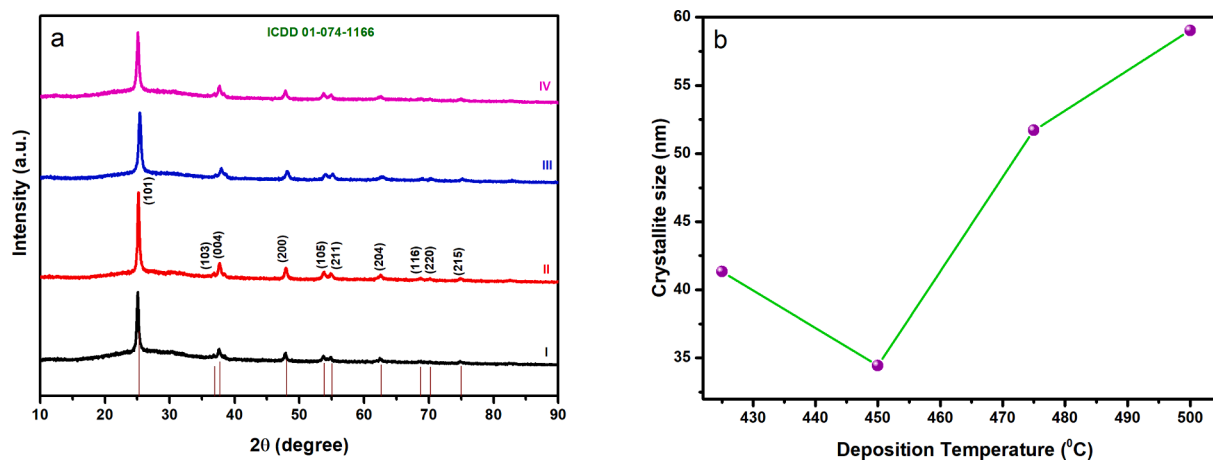 a
ICDD 01-074-1166
IV
III
II
I
(101)
(103)
(004)
(200)
(105)
(211)
(204)
(116)
(220)
(215)
Intensity (a.u.)
10 20 30 40 50 60 70 80 90
2θ (degree)
b
60
55
50
45
40
35
Crystallite size (nm)
430 440 450 460 470 480 490 500
Deposition Temperature (⁰C)